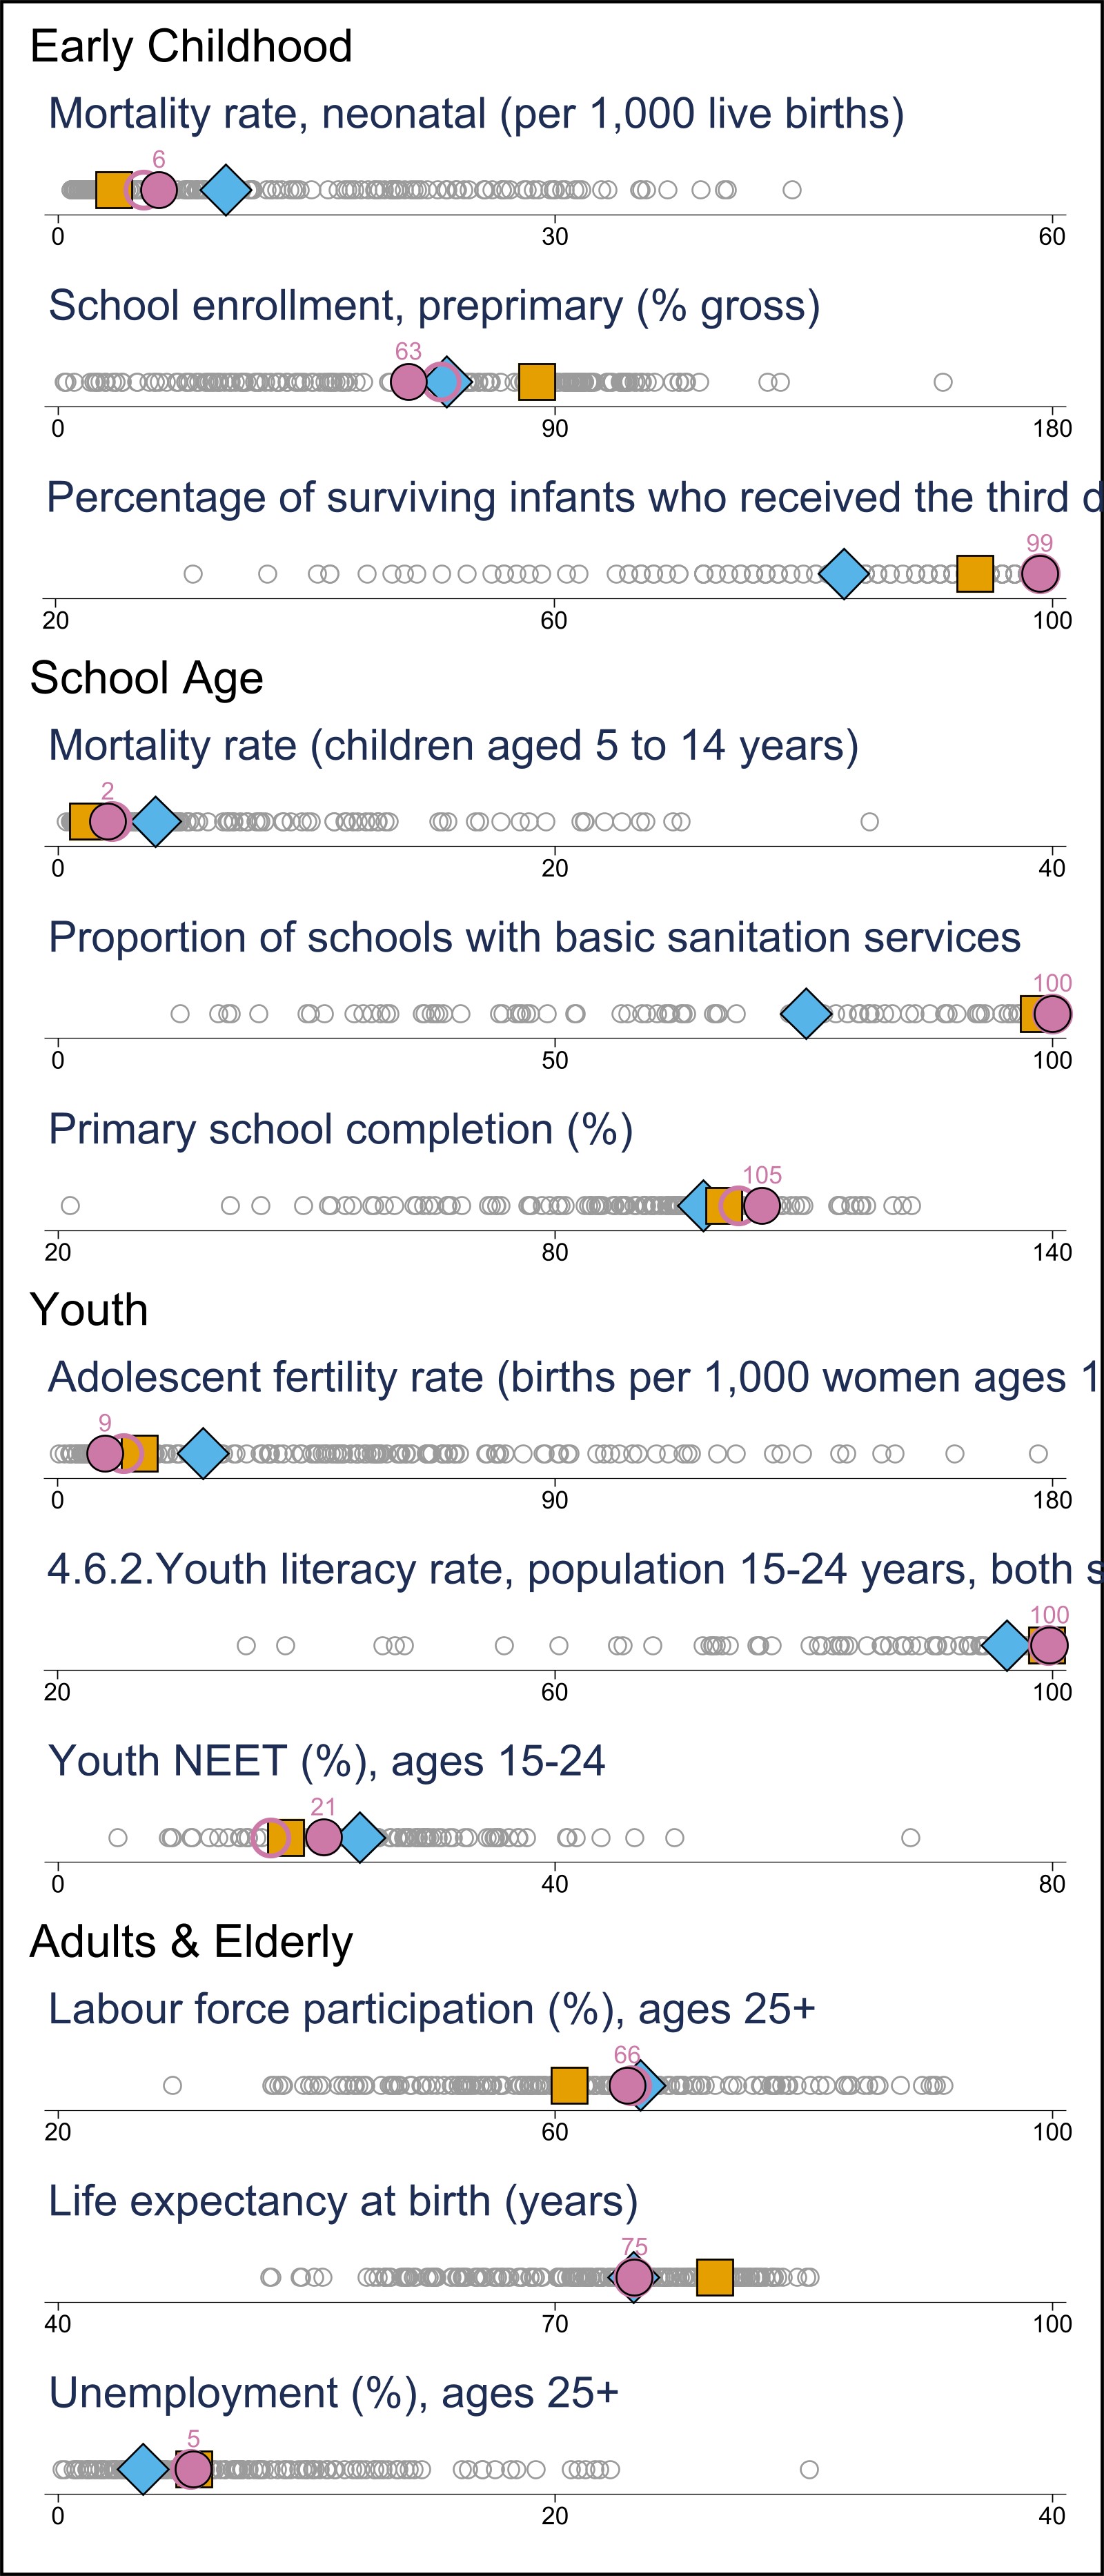 Early Childhood
Mortality rate, neonatal (per 1,000 live births)
6
0 30 60
School enrollment, preprimary (% gross)
63
0 90 180
Percentage of surviving infants who received the third d
99
20 60 100
School Age
Mortality rate (children aged 5 to 14 years)
2
0 20 40
Proportion of schools with basic sanitation services
100
0 50 100
Primary school completion (%)
105
20 80 140
Youth
Adolescent fertility rate (births per 1,000 women ages 1
9
0 90 180
4.6.2.Youth literacy rate, population 15-24 years, both s
100
20 60 100
Youth NEET (%), ages 15-24
21
0 40 80
Adults & Elderly
Labour force participation (%), ages 25+
66
20 60 100
Life expectancy at birth (years)
75
40 70 100
Unemployment (%), ages 25+
5
0 20 40